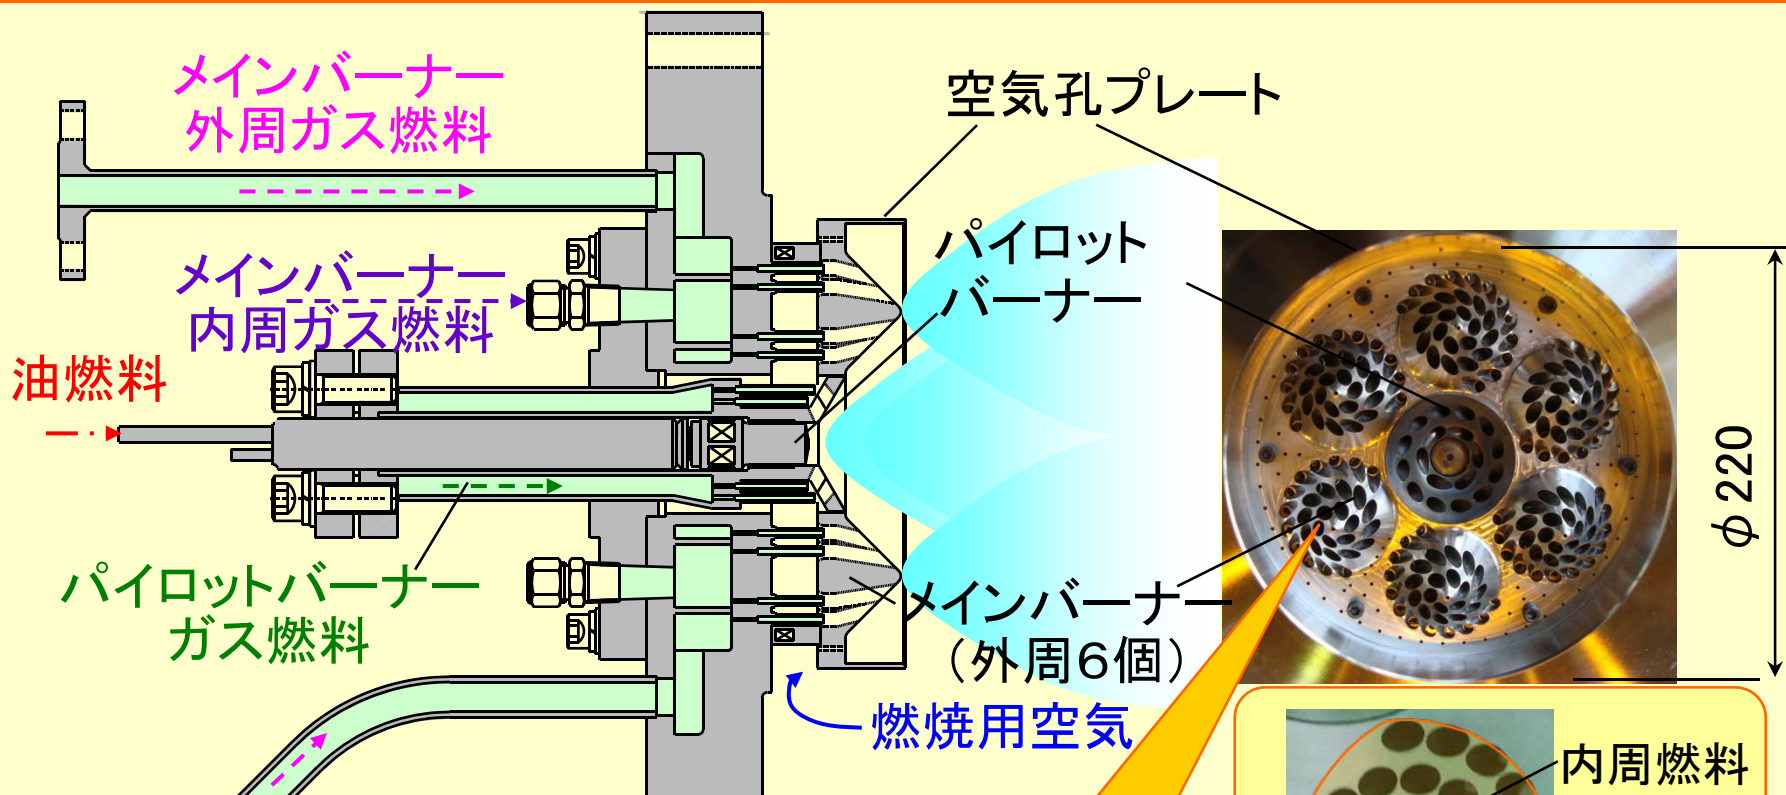 メインバーナー
外周ガス燃料
空気孔プレート
パイロット
バーナー
メインバーナー
内周ガス燃料
油燃料
φ220
パイロットバーナー
ガス燃料
メインバーナー
（外周6個）
燃焼用空気
内周燃料